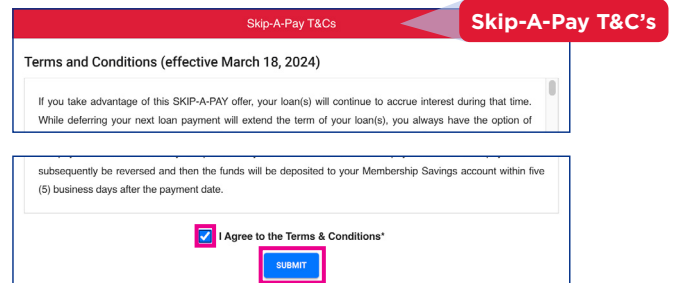 Skip-A-Pay T&Cs
Skip-A-Pay T&C’s
Terms and Conditions (effective March 18, 2024)
If you take advantage of this SKIP-A-PAY offer, your loan(s) will continue to accrue interest during that time.
While deferring your next loan payment will extend the term of your loan(s), you always have the option of
subsequently be reversed and then the funds will be deposited to your Membership Savings account within five
(5) business days after the payment date.
I Agree to the Terms & Conditions*
SUBMIT